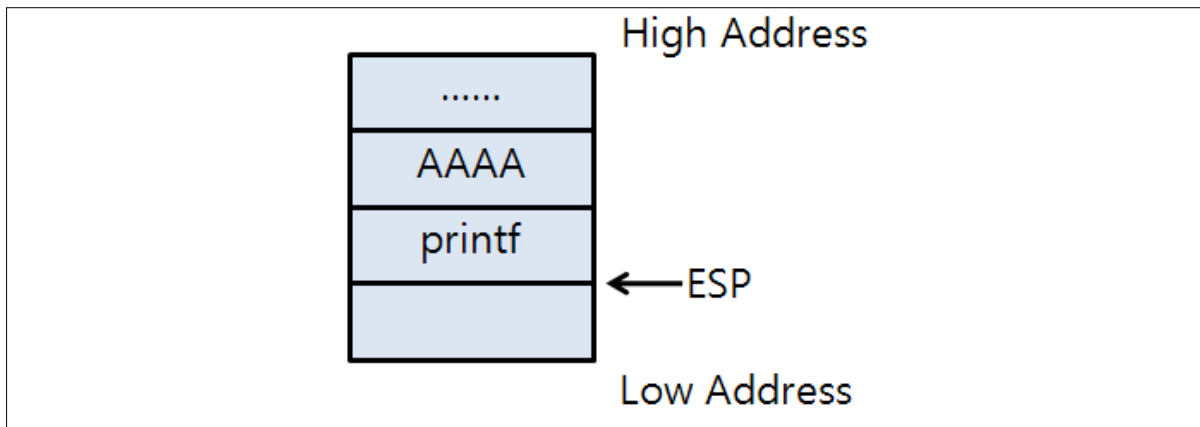 High Address
......
AAAA
printf
ESP
Low Address